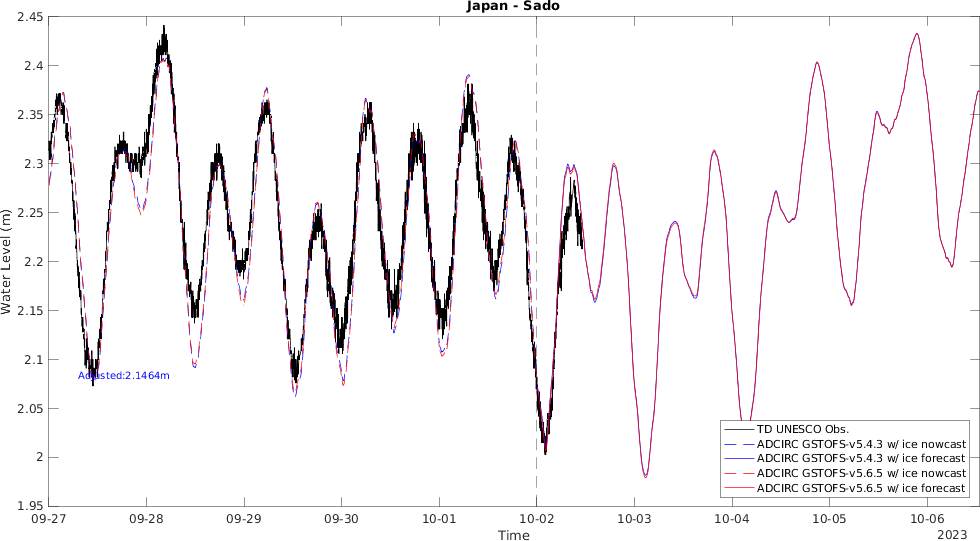 Japan - Sado
2.45
2.4
2.35
2.3
2.25
2.2
2.15
2.1
2.05
2
1.95
Water Level (m)
Adjusted:2.1464m
TD UNESCO Obs.
ADCIRC GSTOFS-v5.4.3 w/ ice nowcast
ADCIRC GSTOFS-v5.4.3 w/ ice forecast
ADCIRC GSTOFS-v5.6.5 w/ ice nowcast
ADCIRC GSTOFS-v5.6.5 w/ ice forecast
09-27 09-28 09-29 09-30 10-01 10-02 10-03 10-04 10-05 10-06
Time
2023